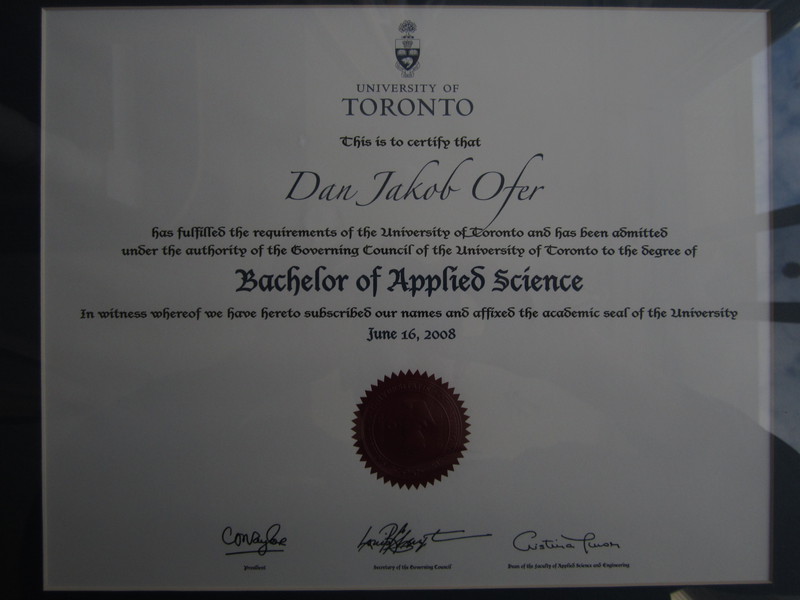 UNIVERSITY OF
TORONTO
This is to certify that
Dan Jakob Ofer
has fulfilled the requirements of the University of Toronto and has been admitted
under the authority of the Governing Council of the University of Toronto to the degree of
Bachelor of Applied Science
In witness whereof we have hereto subscribed our names and affixed the academic seal of the University
June 16, 2008
President
Secretary of the Governing Council
Dean of the Faculty of Applied Science and Engineering